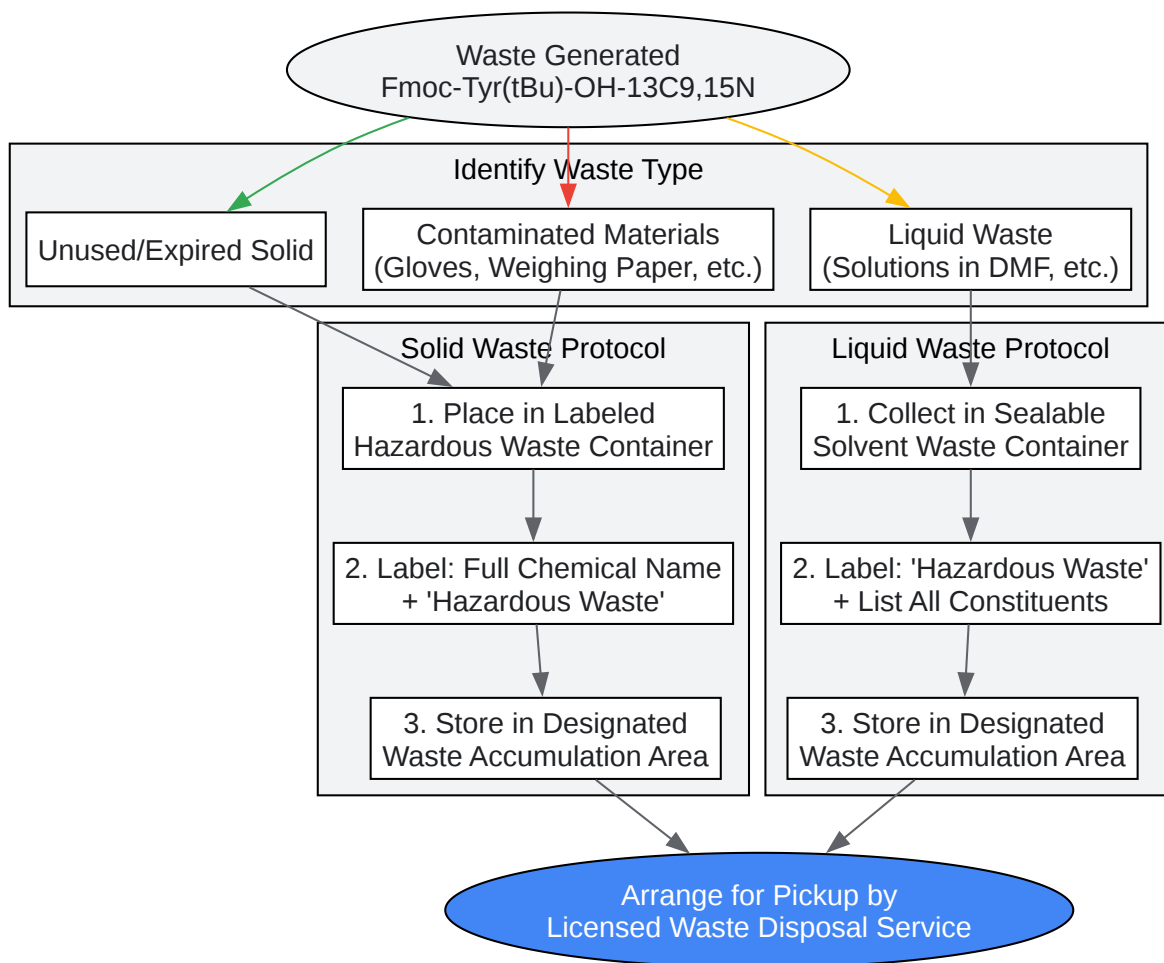 Waste Generated
Fmoc-Tyr(tBu)-OH-13C9,15N
Identify Waste Type
Unused/Expired Solid
Contaminated Materials
(Gloves, Weighing Paper, etc.)
Liquid Waste
(Solutions in DMF, etc.)
Solid Waste Protocol
1. Place in Labeled
Hazardous Waste Container
2. Label: Full Chemical Name
+ 'Hazardous Waste'
3. Store in Designated
Waste Accumulation Area
Liquid Waste Protocol
1. Collect in Sealable
Solvent Waste Container
2. Label: 'Hazardous Waste'
+ List All Constituents
3. Store in Designated
Waste Accumulation Area
Arrange for Pickup by
Licensed Waste Disposal Service